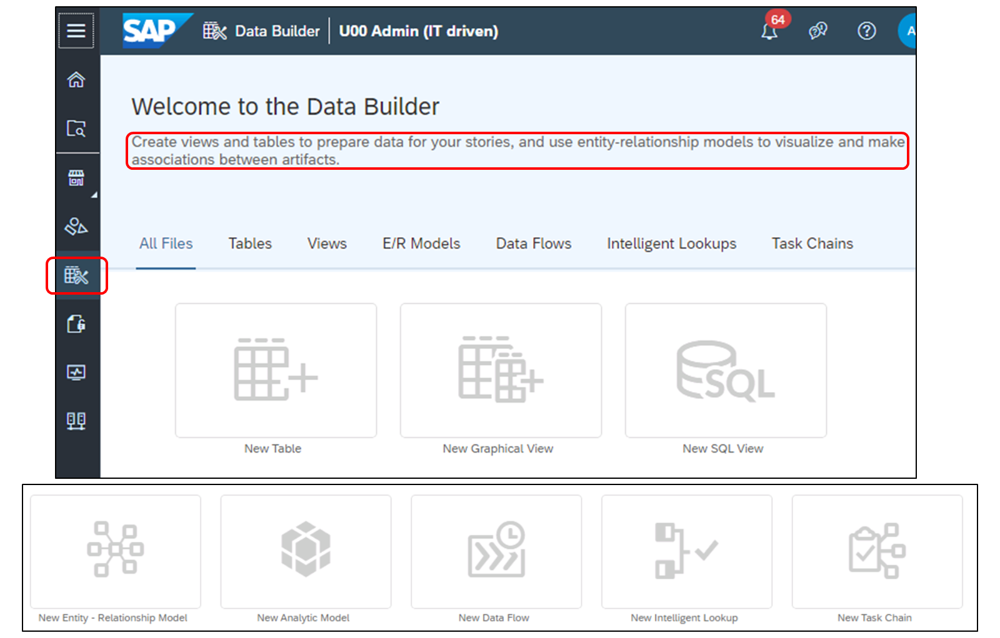 SAP Data Builder U00 Admin (IT driven) 64 A
Welcome to the Data Builder
Create views and tables to prepare data for your stories, and use entity-relationship models to visualize and make
associations between artifacts.
All Files Tables Views E/R Models Data Flows Intelligent Lookups Task Chains
SQL
New Table New Graphical View New SQL View
New Entity - Relationship Model New Analytic Model New Data Flow New Intelligent Lookup New Task Chain